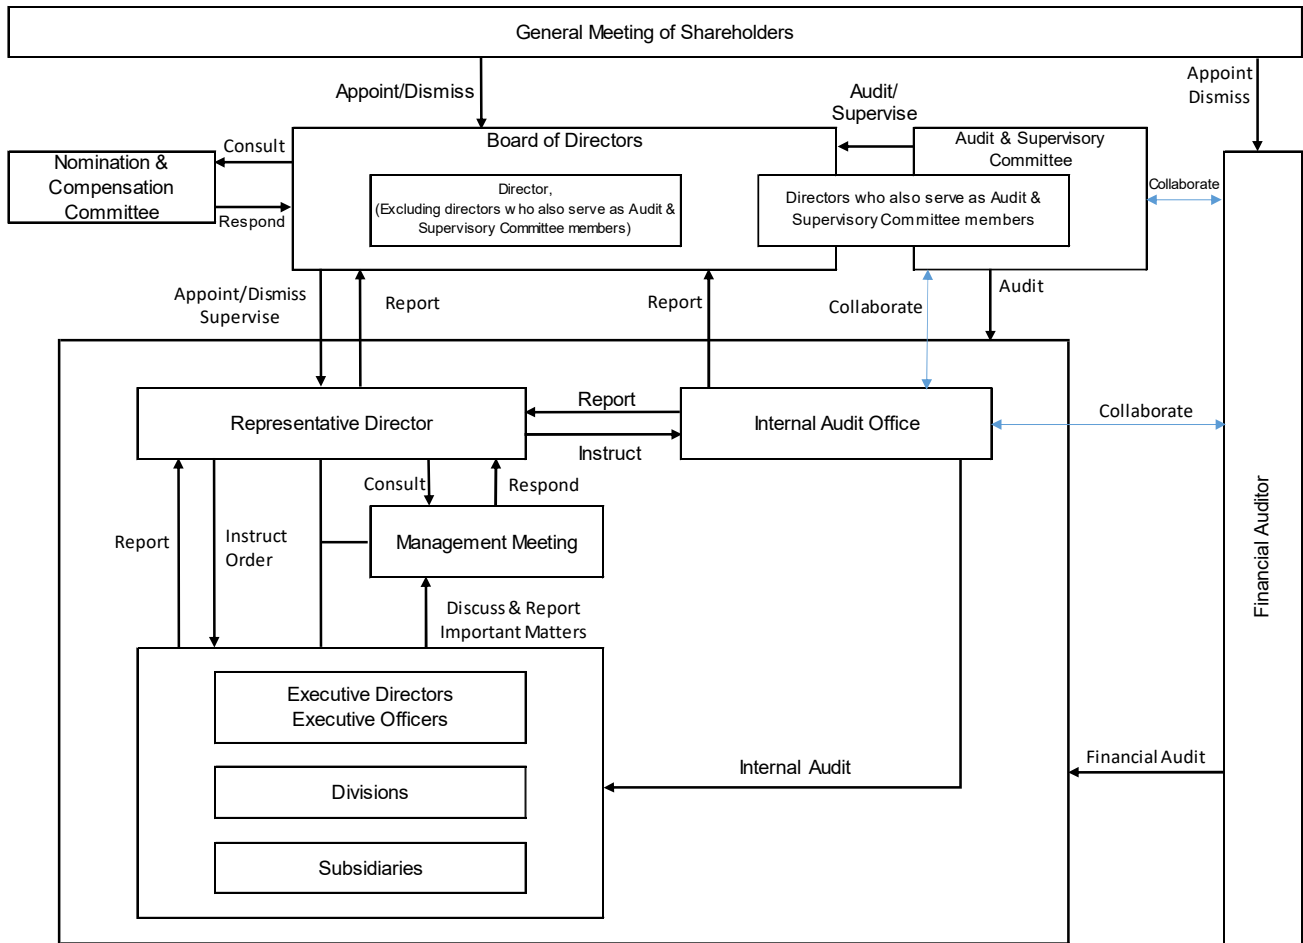 General Meeting of Shareholders
Appoint/Dismiss
Audit/
Supervise
Appoint
Dismiss
Consult
Board of Directors
Audit & Supervisory
Committee
Nomination &
Compensation
Committee
Respond
Director,
(Excluding directors who also serve as Audit &
Supervisory Committee members)
Directors who also serve as Audit &
Supervisory Committee members
Collaborate
Appoint/Dismiss
Supervise
Report
Report
Collaborate
Audit
Representative Director
Report
Instruct
Internal Audit Office
Collaborate
Financial Auditor
Consult
Respond
Report
Instruct
Order
Management Meeting
Discuss & Report
Important Matters
Executive Directors
Executive Officers
Divisions
Subsidiaries
Internal Audit
Financial Audit